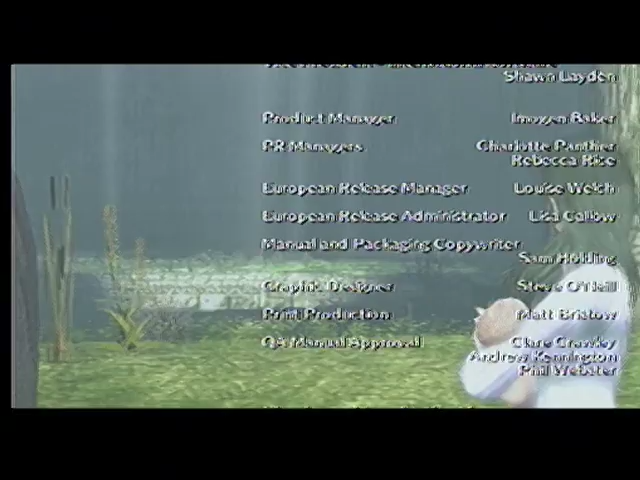 Shawn Layden
Product Manager Imogen Baker
PR Managers Charlotte Panther
Rebecca Rice
European Release Manager Louise Welch
European Release Administrator Lisa Callow
Manual and Packaging Copywriter
Sam Holding
Graphic Designer Steve O'Neill
Print Production Matt Bristow
QA Manual Approval Clare Crawley
Andrew Kennington
Phil Webster